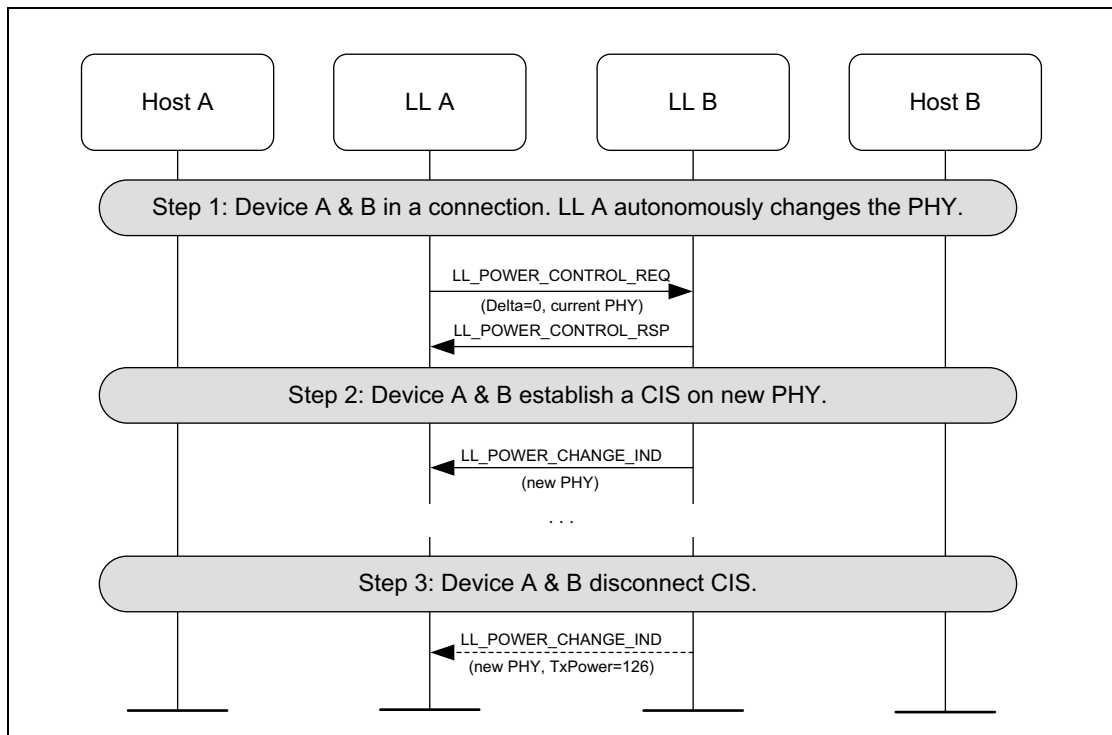 Host A
LL A
LL B
Host B
Step 1: Device A & B in a connection. LL A autonomously changes the PHY.
LL_POWER_CONTROL_REQ
(Delta=0, current PHY)
LL_POWER_CONTROL_RSP
Step 2: Device A & B establish a CIS on new PHY.
LL_POWER_CHANGE_IND
(new PHY)
. . .
Step 3: Device A & B disconnect CIS.
LL_POWER_CHANGE_IND
(new PHY, TxPower=126)